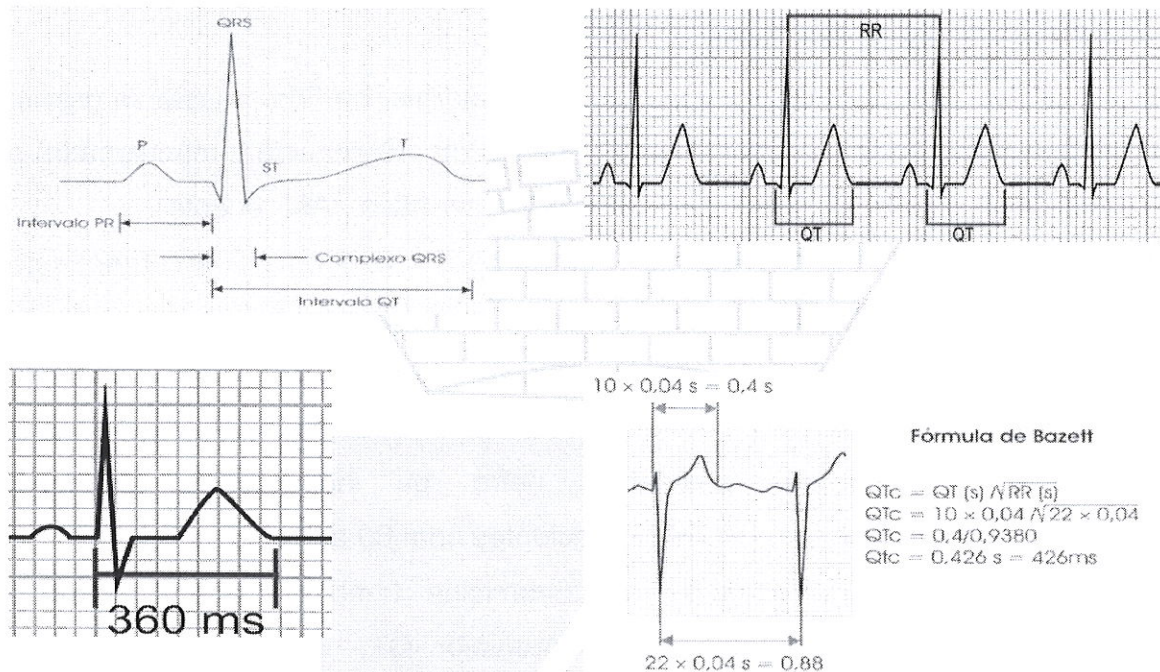 QRS
P
ST
T
Intervalo PR
Complexo QRS
Intervalo QT
RR
QT
QT
360 ms
10 × 0,04 s = 0,4 s
22 × 0,04 s = 0,88
Fórmula de Bazett
QTc = QT (s) /√RR (s)
QTc = 10 × 0,04 /√22 × 0,04
QTc = 0,4/0,9380
Qtc = 0,426 s = 426ms